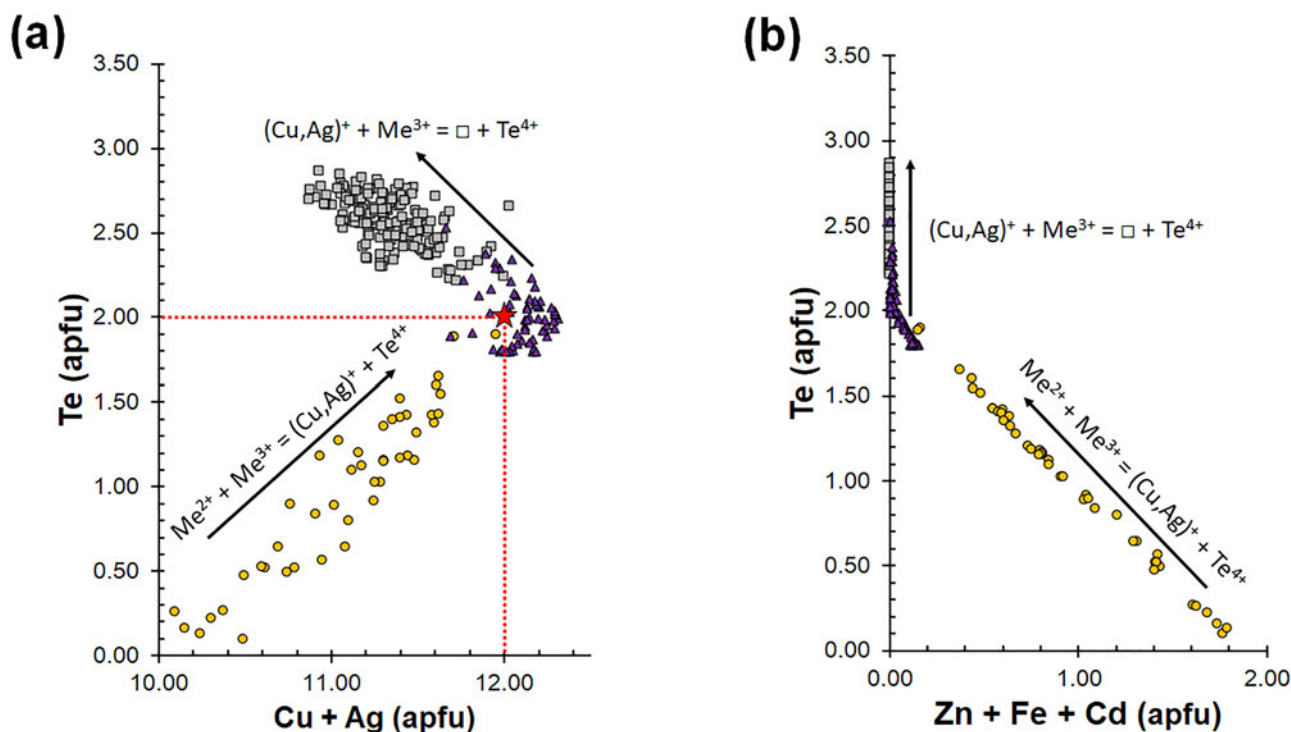 (a)
3.50
3.00
2.50
2.00
1.50
1.00
0.50
0.00
Te (apfu)
10.00 11.00 12.00
Cu + Ag (apfu)
(Cu,Ag)⁺ + Me³⁺ = □ + Te⁴⁺
Me²⁺ + Me³⁺ = (Cu,Ag)⁺ + Te⁴⁺
(b)
3.50
3.00
2.50
2.00
1.50
1.00
0.50
0.00
Te (apfu)
0.00 1.00 2.00
Zn + Fe + Cd (apfu)
(Cu,Ag)⁺ + Me³⁺ = □ + Te⁴⁺
Me²⁺ + Me³⁺ = (Cu,Ag)⁺ + Te⁴⁺